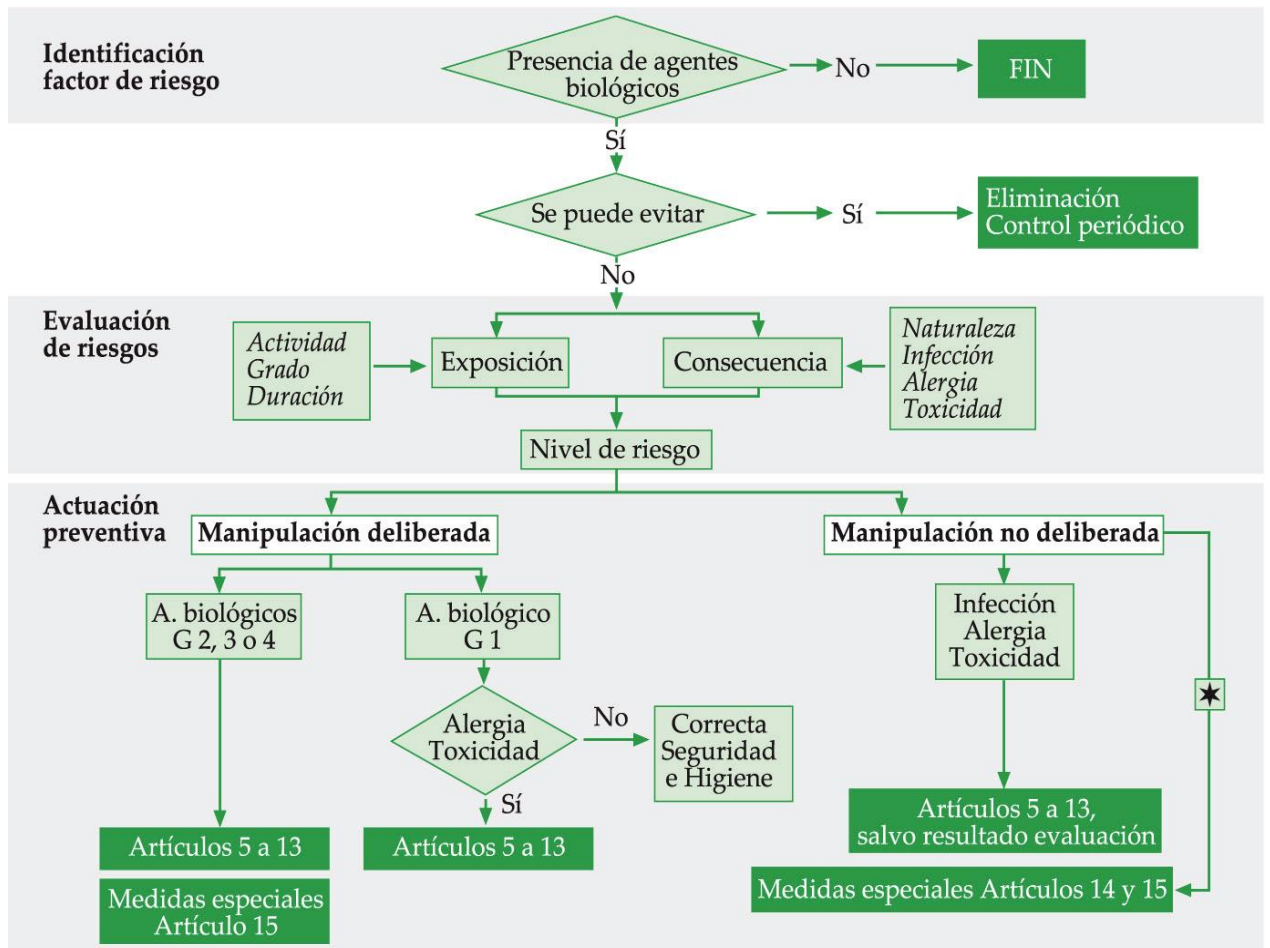 Identificación
factor de riesgo
Presencia de agentes
biológicos
No
FIN
Sí
Se puede evitar
Sí
Eliminación
Control periódico
No
Evaluación
de riesgos
Actividad
Grado
Duración
Exposición
Consecuencia
Naturaleza
Infección
Alergia
Toxicidad
Nivel de riesgo
Actuación
preventiva
Manipulación deliberada
Manipulación no deliberada
A. biológicos
G 2, 3 o 4
A. biológico
G 1
Infección
Alergia
Toxicidad
Alergia
Toxicidad
No
Correcta
Seguridad
e Higiene
Sí
Artículos 5 a 13
Artículos 5 a 13
Artículos 5 a 13,
salvo resultado evaluación
Medidas especiales
Artículo 15
Medidas especiales Artículos 14 y 15